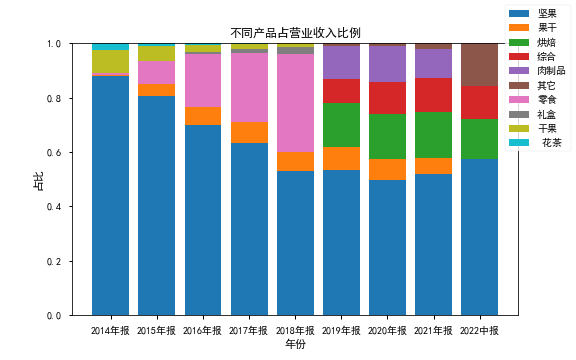 不同产品占营业收入比例
1.0
0.8
0.6
0.4
0.2
0.0
占比
2014年报 2015年报 2016年报 2017年报 2018年报 2019年报 2020年报 2021年报 2022中报
年份
坚果
果干
烘焙
综合
肉制品
其它
零食
礼盒
干果
花茶